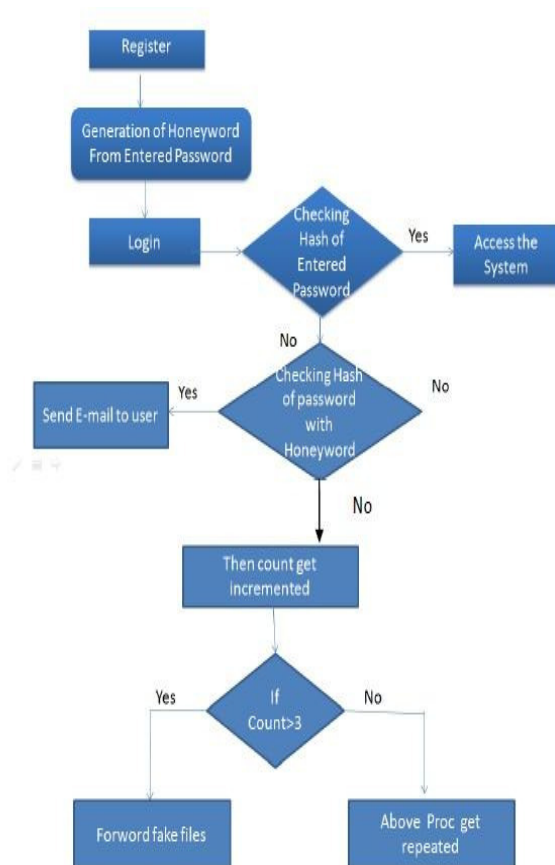 Register
Generation of Honeyword
From Entered Password
Login
Checking
Hash of
Entered
Password
Yes
Access the
System
No
Checking Hash
of password
with
Honeyword
No
Yes
Send E-mail to user
No
Then count get
incremented
If
Count>3
Yes
No
Forword fake files
Above Proc get
repeated